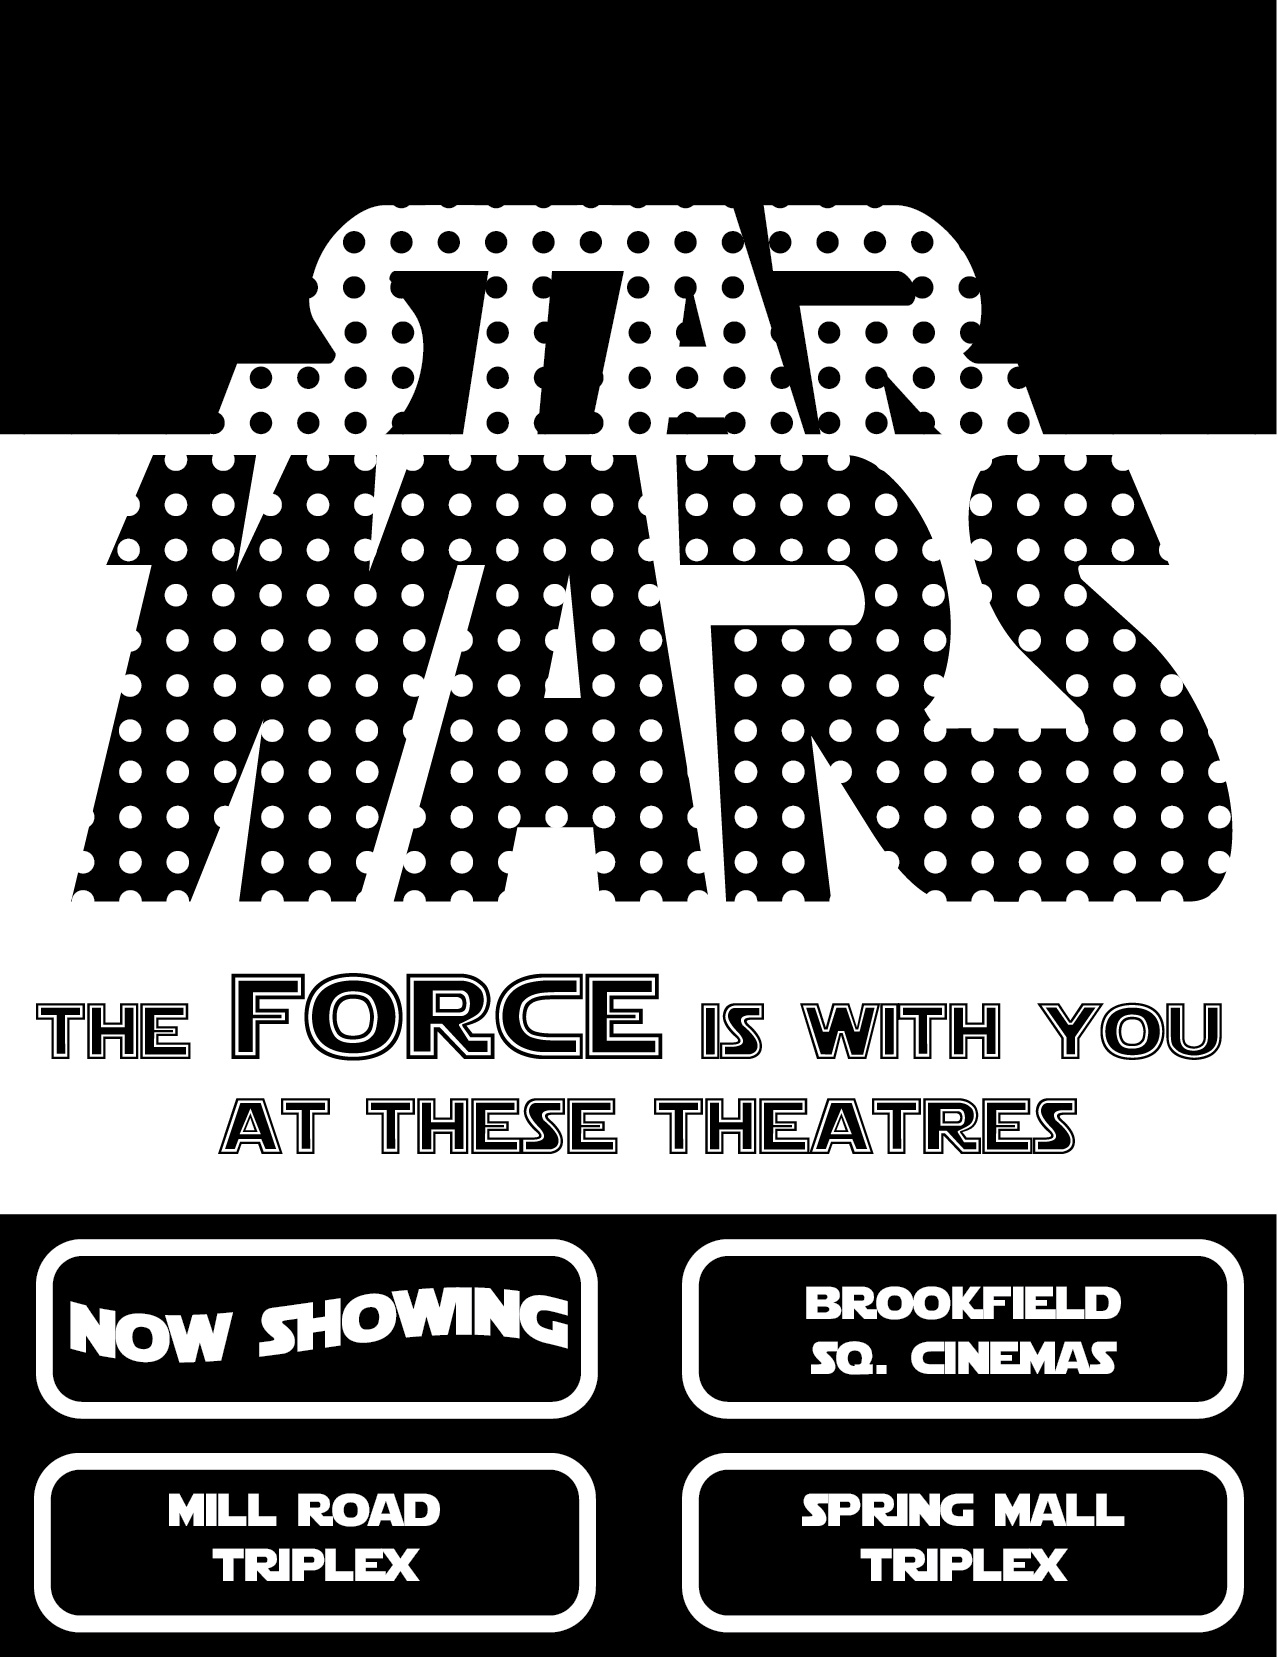 STAR
WARS
THE FORCE IS WITH YOU
AT THESE THEATRES
NOW SHOWING
BROOKFIELD
SQ. CINEMAS
MILL ROAD
TRIPLEX
SPRING MALL
TRIPLEX